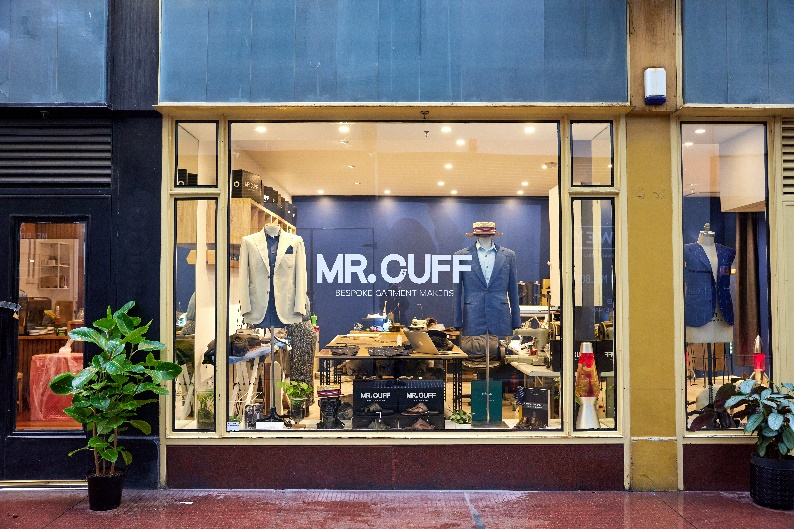 MR. CUFF
BESPOKE GARMENT MAKERS
MR.CUFF
MR.CUFF